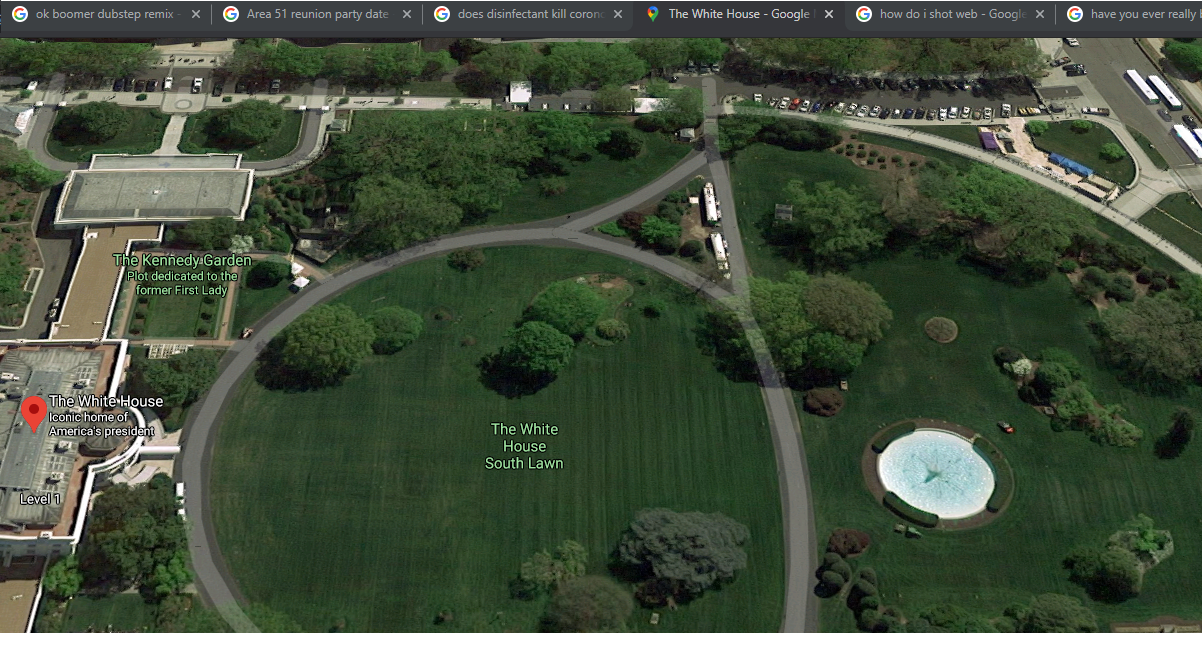 ok boomer dubstep remix -
Area 51 reunion party date
does disinfectant kill coron
The White House - Google
how do i shot web - Google
have you ever really
The Kennedy Garden
Plot dedicated to the
former First Lady
The White House
Iconic home of
America's president
The White
House
South Lawn
Level 1